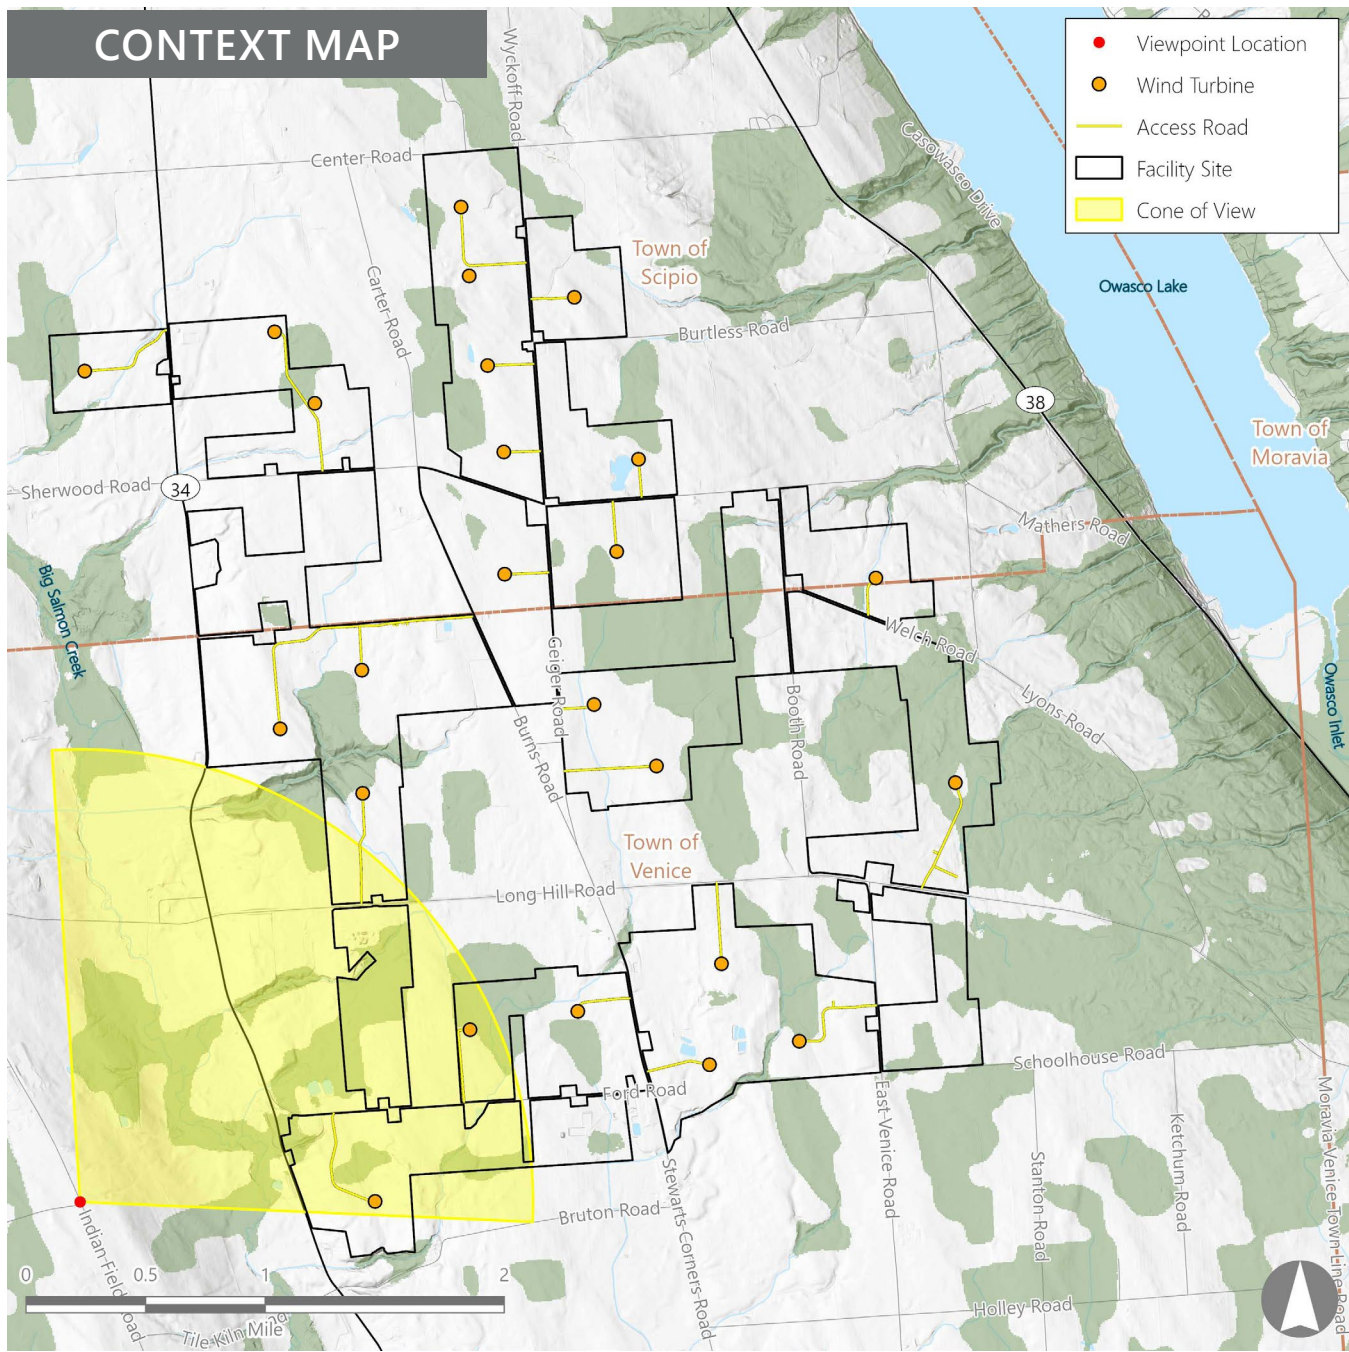 CONTEXT MAP
Viewpoint Location
Wind Turbine
Access Road
Facility Site
Cone of View
Wyckoff Road
Center Road
Casowasco Drive
Town of
Scipio
Carter Road
Owasco Lake
Burtless Road
38
Town of
Moravia
Sherwood Road
34
Mathers Road
Big Salmon Creek
Welch Road
Geiger Road
Booth Road
Lyons Road
Owasco Inlet
Burns Road
Town of
Venice
Long Hill Road
Schoolhouse Road
Ford Road
East Venice Road
Ketchum Road
Stanton Road
Moravia Venice Town Line Road
Stewarts Corners Road
Bruton Road
Indian Field Road
0 0.5 1 2
Mile
Tile Kiln
Holley Road